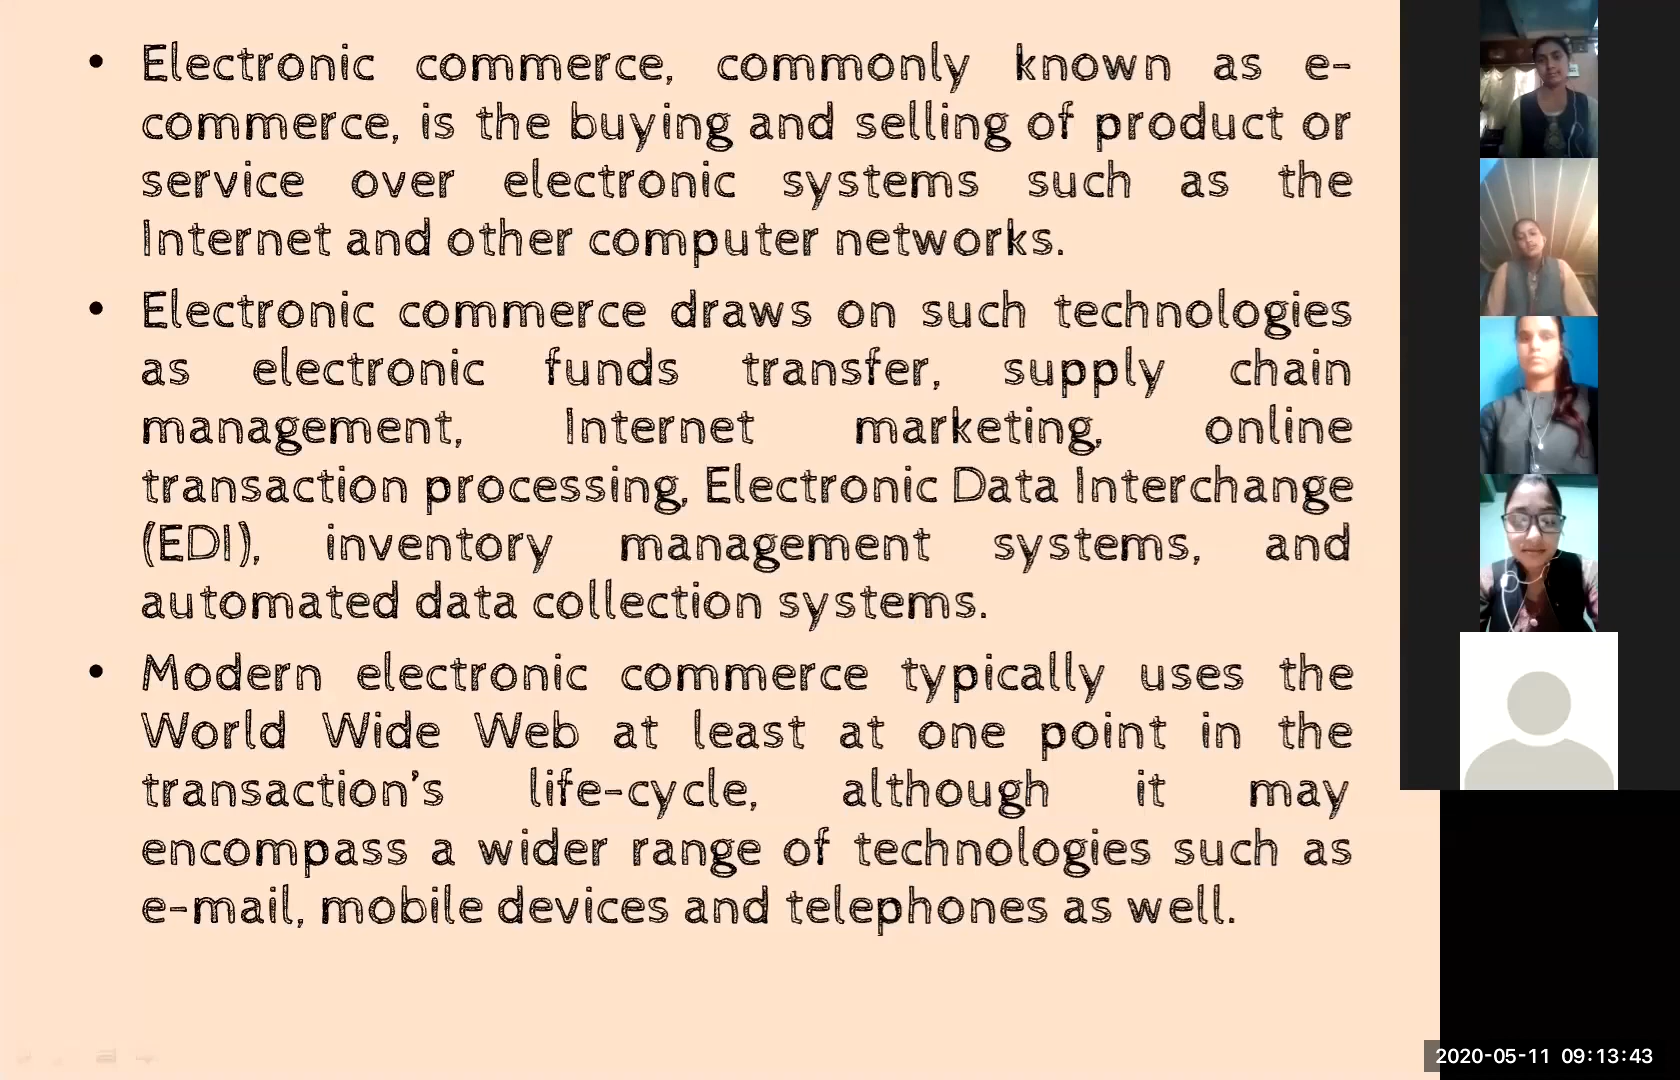 • Electronic commerce, commonly known as e-
commerce, is the buying and selling of product or
service over electronic systems such as the
Internet and other computer networks.
• Electronic commerce draws on such technologies
as electronic funds transfer, supply chain
management, Internet marketing, online
transaction processing, Electronic Data Interchange
(EDI), inventory management systems, and
automated data collection systems.
• Modern electronic commerce typically uses the
World Wide Web at least at one point in the
transaction’s life-cycle, although it may
encompass a wider range of technologies such as
e-mail, mobile devices and telephones as well.
2020-05-11 09:13:43